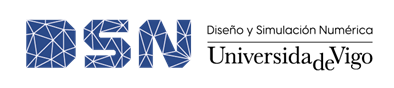 DSN
Diseño y Simulación Numérica
UniversidadeVigo